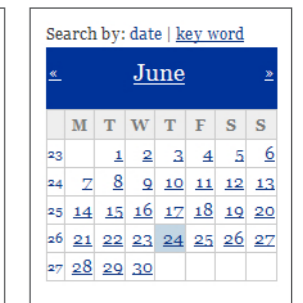 Search by: date | key word
« June »
M T W T F S S
23 1 2 3 4 5 6
24 7 8 9 10 11 12 13
25 14 15 16 17 18 19 20
26 21 22 23 24 25 26 27
27 28 29 30